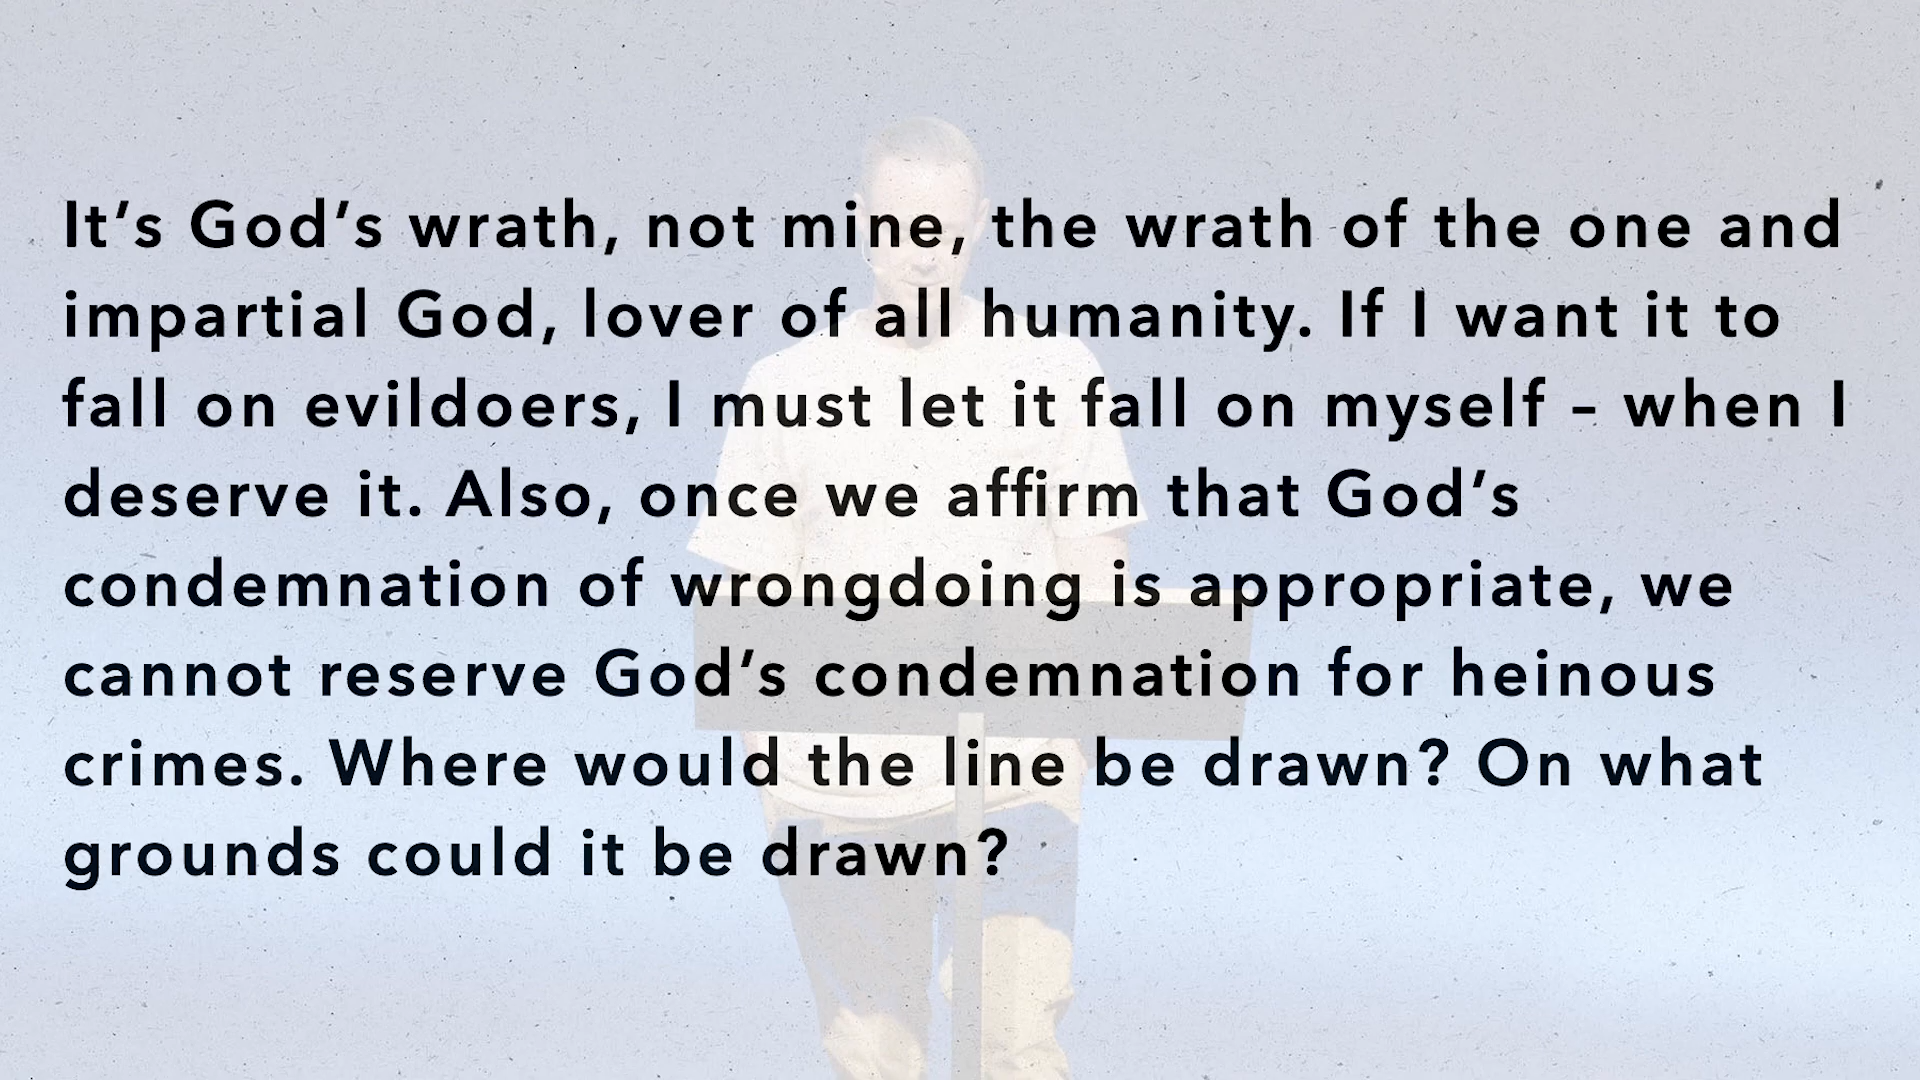 It’s God’s wrath, not mine, the wrath of the one and
impartial God, lover of all humanity. If I want it to
fall on evildoers, I must let it fall on myself – when I
deserve it. Also, once we affirm that God’s
condemnation of wrongdoing is appropriate, we
cannot reserve God’s condemnation for heinous
crimes. Where would the line be drawn? On what
grounds could it be drawn?